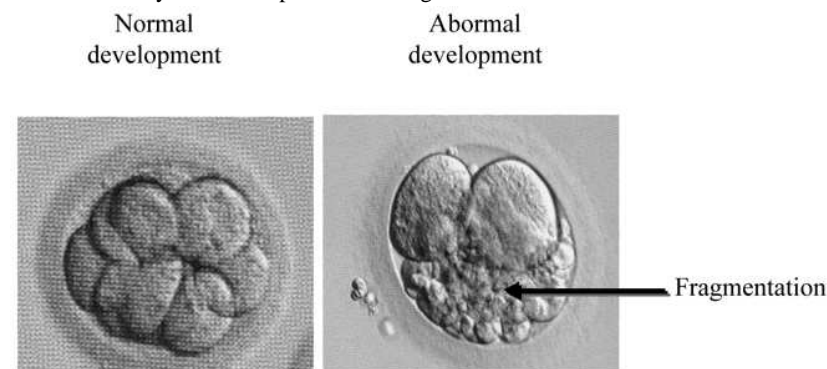 Normal
development
Abormal
development
Fragmentation